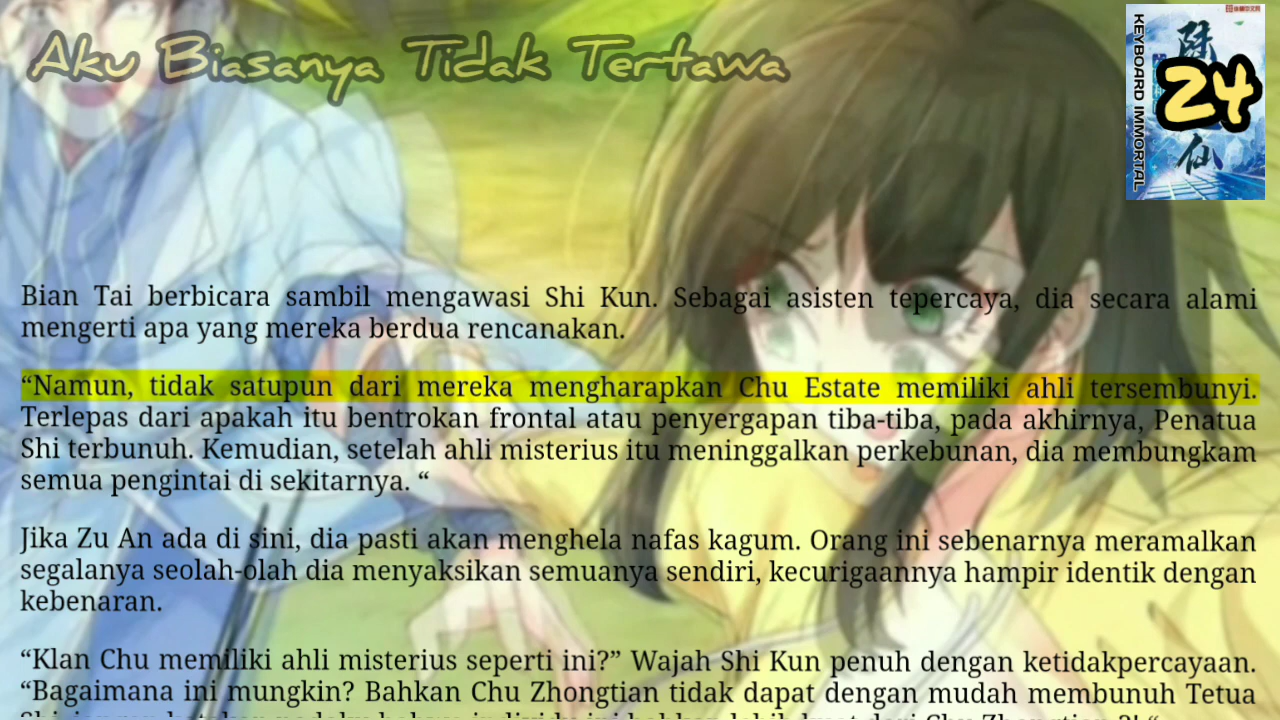 Aku Biasanya Tidak Tertawa
KEYBOARD IMMORTAL
24
仙
Bian Tai berbicara sambil mengawasi Shi Kun. Sebagai asisten tepercaya, dia secara alami
mengerti apa yang mereka berdua rencanakan.
“Namun, tidak satupun dari mereka mengharapkan Chu Estate memiliki ahli tersembunyi.
Terlepas dari apakah itu bentrokan frontal atau penyergapan tiba-tiba, pada akhirnya, Penatua
Shi terbunuh. Kemudian, setelah ahli misterius itu meninggalkan perkebunan, dia membungkam
semua pengintai di sekitarnya. “
Jika Zu An ada di sini, dia pasti akan menghela nafas kagum. Orang ini sebenarnya meramalkan
segalanya seolah-olah dia menyaksikan semuanya sendiri, kecurigaannya hampir identik dengan
kebenaran.
“Klan Chu memiliki ahli misterius seperti ini?” Wajah Shi Kun penuh dengan ketidakpercayaan.
“Bagaimana ini mungkin? Bahkan Chu Zhongtian tidak dapat dengan mudah membunuh Tetua